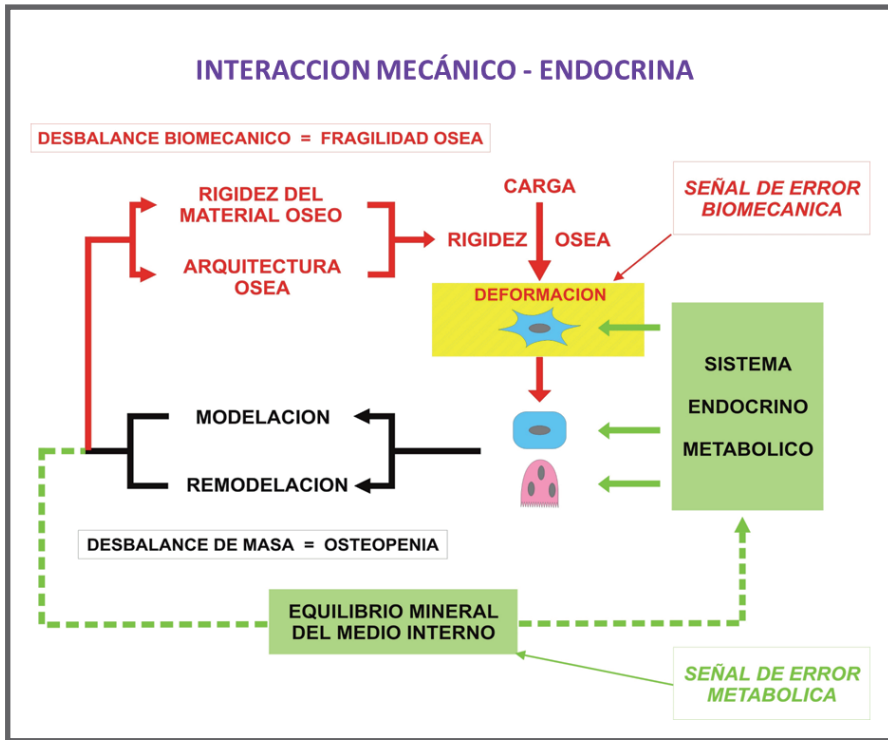 INTERACCION MECÁNICO - ENDOCRINA
DESBALANCE BIOMECANICO = FRAGILIDAD OSEA
RIGIDEZ DEL
MATERIAL OSEO
ARQUITECTURA
OSEA
CARGA
RIGIDEZ OSEA
DEFORMACION
SEÑAL DE ERROR
BIOMECANICA
SISTEMA
ENDOCRINO
METABOLICO
MODELACION
REMODELACION
DESBALANCE DE MASA = OSTEOPENIA
EQUILIBRIO MINERAL
DEL MEDIO INTERNO
SEÑAL DE ERROR
METABOLICA